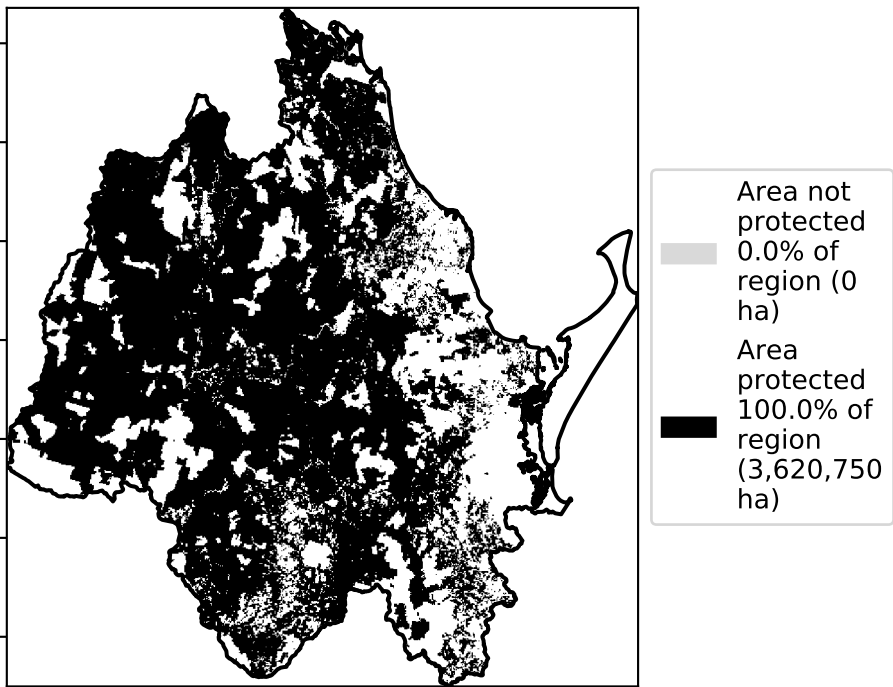 Area not
protected
0.0% of
region (0
ha)
Area
protected
100.0% of
region
(3,620,750
ha)